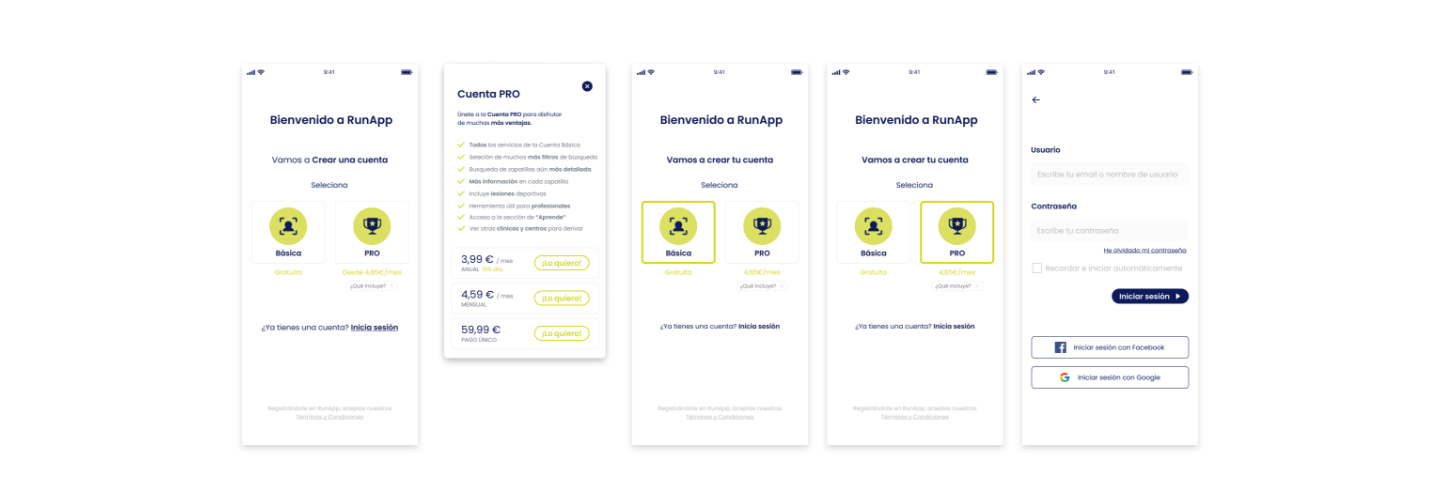 9:41
Bienvenido a RunApp
Vamos a Crear una cuenta
Selecciona
Básica
PRO
Gratuita
Desde 4,85€/mes
¿Qué incluye?
¿Ya tienes una cuenta? Inicia sesión
Registrándote en RunApp, aceptas nuestros
Términos y Condiciones
Cuenta PRO
Únete a la Cuenta PRO para disfrutar
de muchas más ventajas.
Todos los servicios de la Cuenta Básica
Seleción de muchos más filtros de búsqueda
Busqueda de zapatillas aún más detallada
Más información en cada zapatilla
Incluye lesiones deportivas
Herramienta útil para profesionales
Acceso a la sección de "Aprende"
Ver otras clínicas y centros para derivar
3,99 € / mes
ANUAL
¡Lo quiero!
4,59 € / mes
MENSUAL
¡Lo quiero!
59,99 €
PAGO ÚNICO
¡Lo quiero!
9:41
Bienvenido a RunApp
Vamos a crear tu cuenta
Seleciona
Básica
PRO
Gratuita
4,85€/mes
¿Qué incluye?
¿Ya tienes una cuenta? Inicia sesión
Registrándote en RunApp, aceptas nuestros
Términos y Condiciones
9:41
Bienvenido a RunApp
Vamos a crear tu cuenta
Seleciona
Básica
PRO
Gratuita
4,85€/mes
¿Qué incluye?
¿Ya tienes una cuenta? Inicia sesión
Registrándote en RunApp, aceptas nuestros
Términos y Condiciones
9:41
Usuario
Escribe tu email o nombre de usuario
Contraseña
Escribe tu contraseña
He olvidado mi contraseña
Recordar e iniciar automáticamente
Iniciar sesión
Iniciar sesión con Facebook
Iniciar sesión con Google